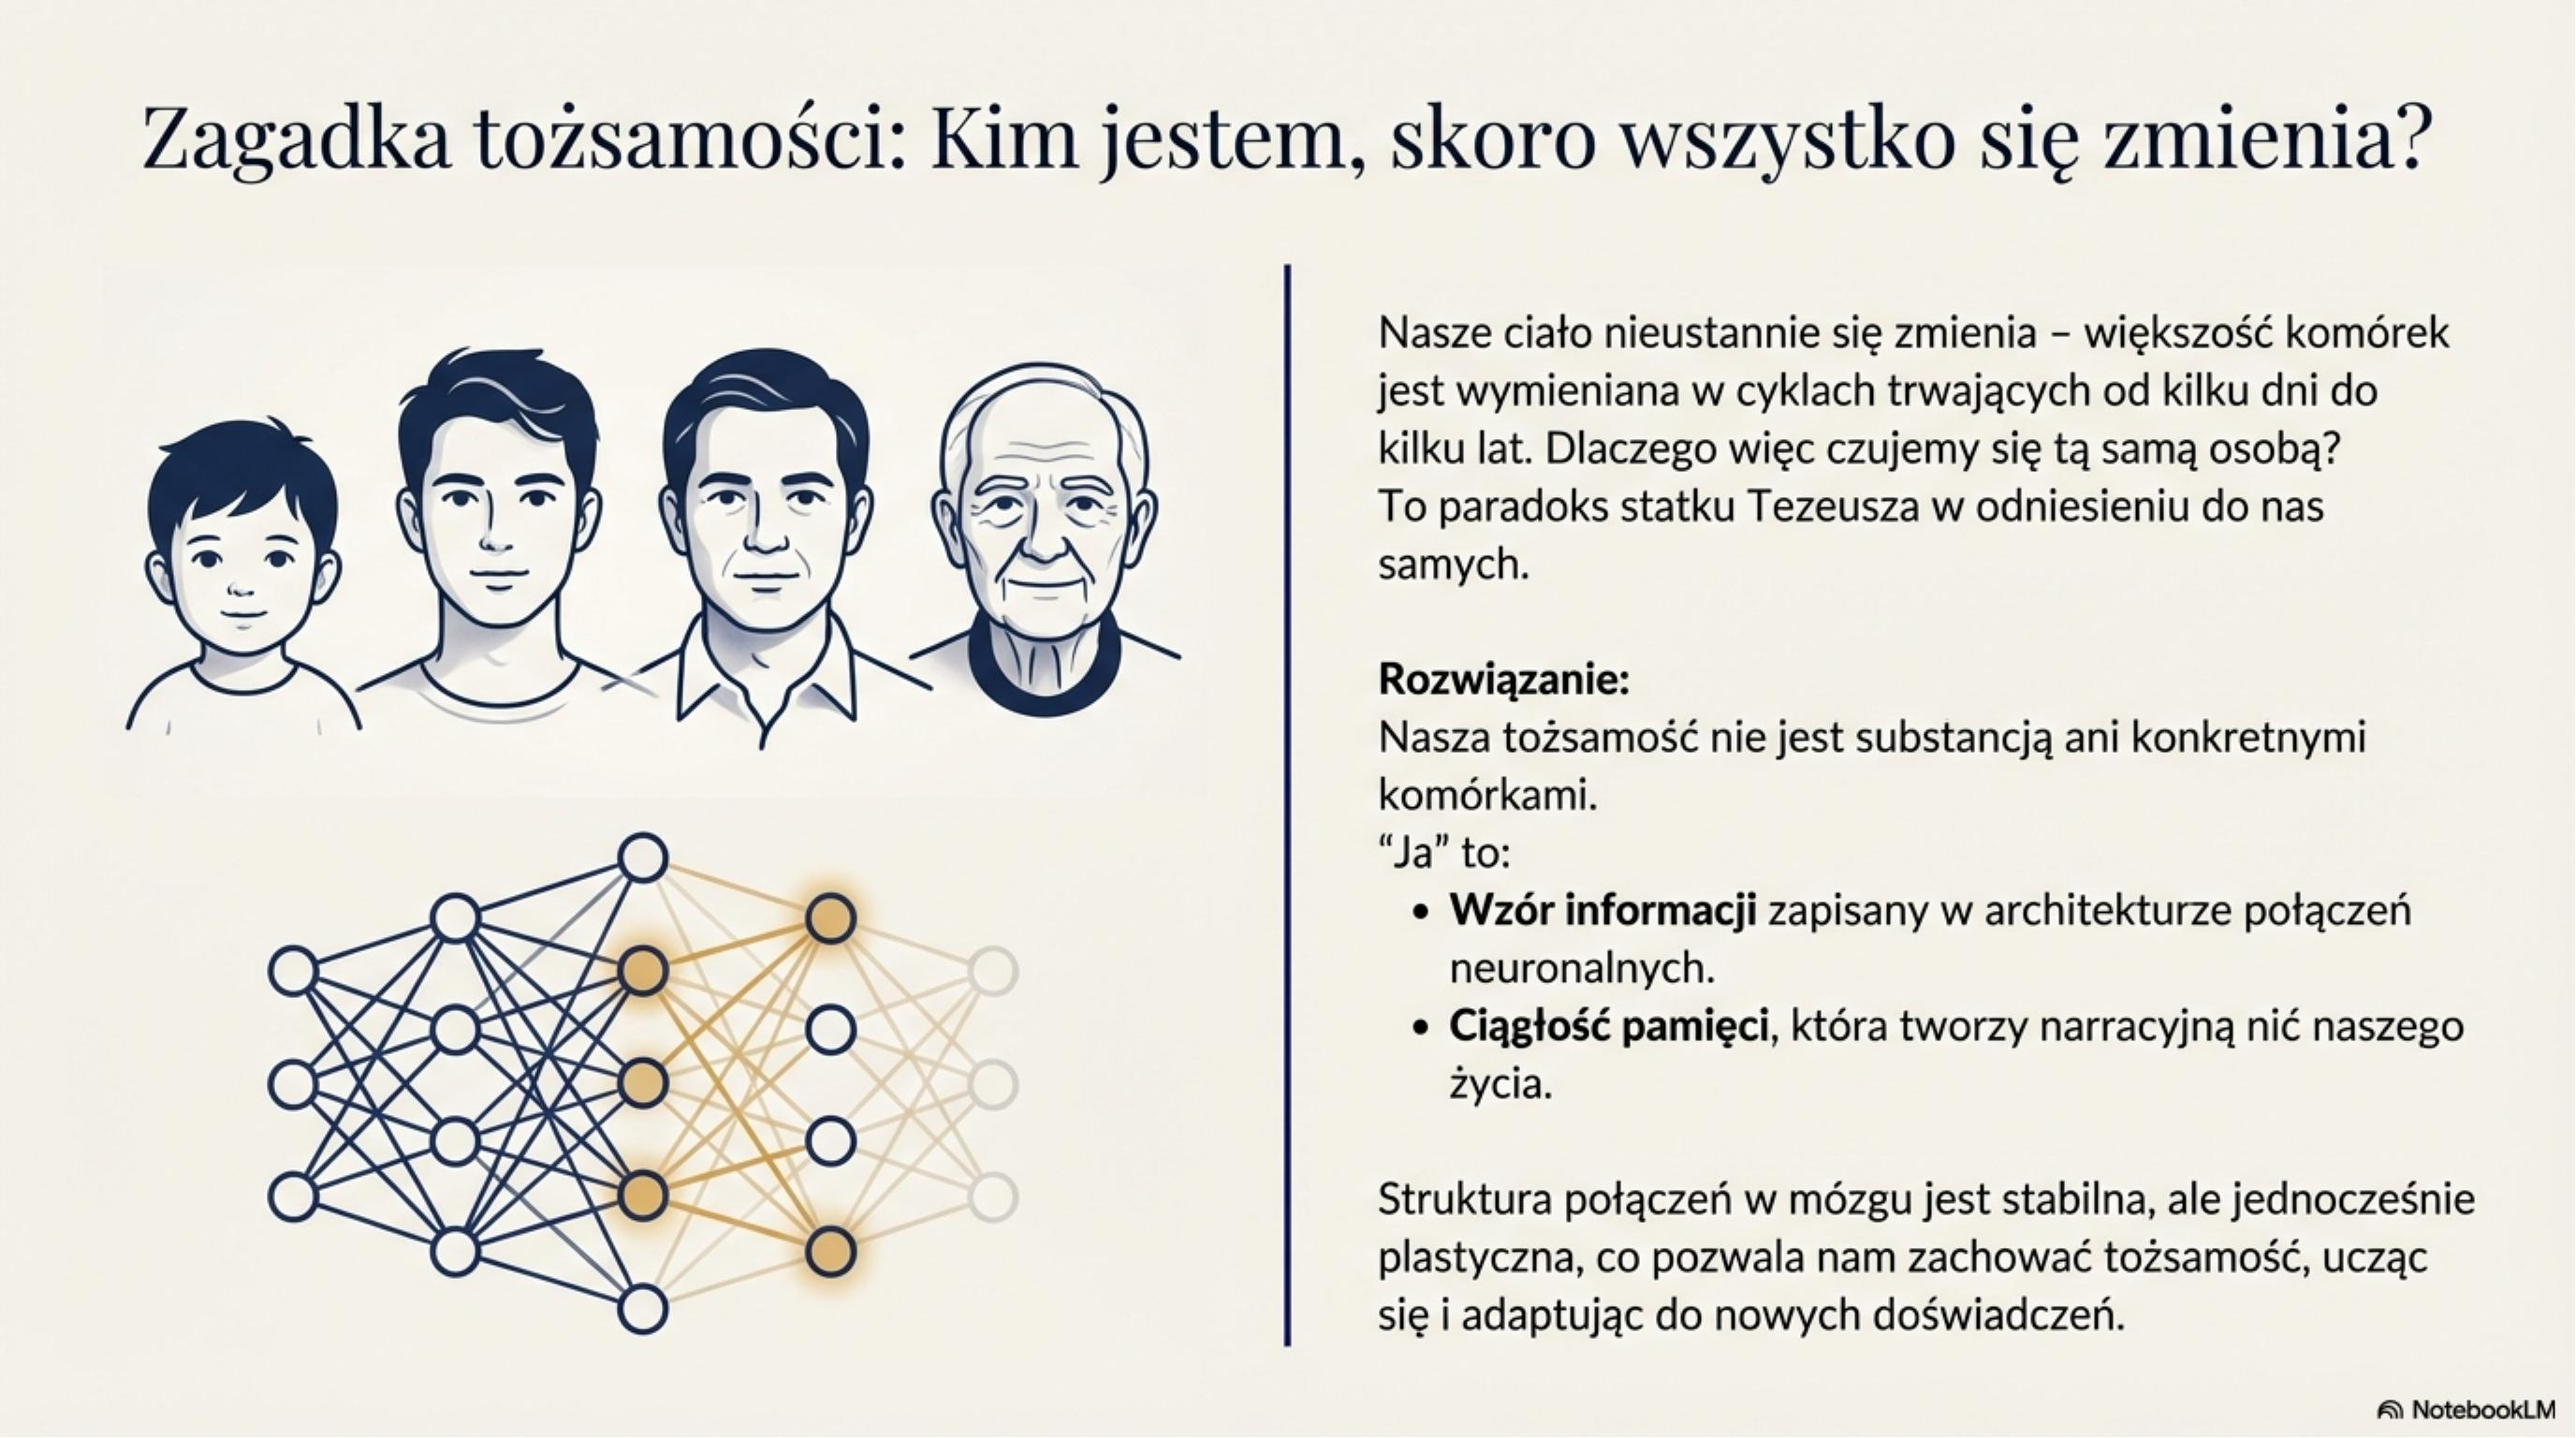 Zagadka tożsamości: Kim jestem, skoro wszystko się zmienia?
Nasze ciało nieustannie się zmienia – większość komórek
jest wymieniana w cyklach trwających od kilku dni do
kilku lat. Dlaczego więc czujemy się tą samą osobą?
To paradoks statku Tezeusza w odniesieniu do nas
samych.
Rozwiązanie:
Nasza tożsamość nie jest substancją ani konkretnymi
komórkami.
“Ja” to:
• Wzór informacji zapisany w architekturze połączeń
neuronalnych.
• Ciągłość pamięci, która tworzy narracyjną nić naszego
życia.
Struktura połączeń w mózgu jest stabilna, ale jednocześnie
plastyczna, co pozwala nam zachować tożsamość, ucząc
się i adaptując do nowych doświadczeń.
NotebookLM